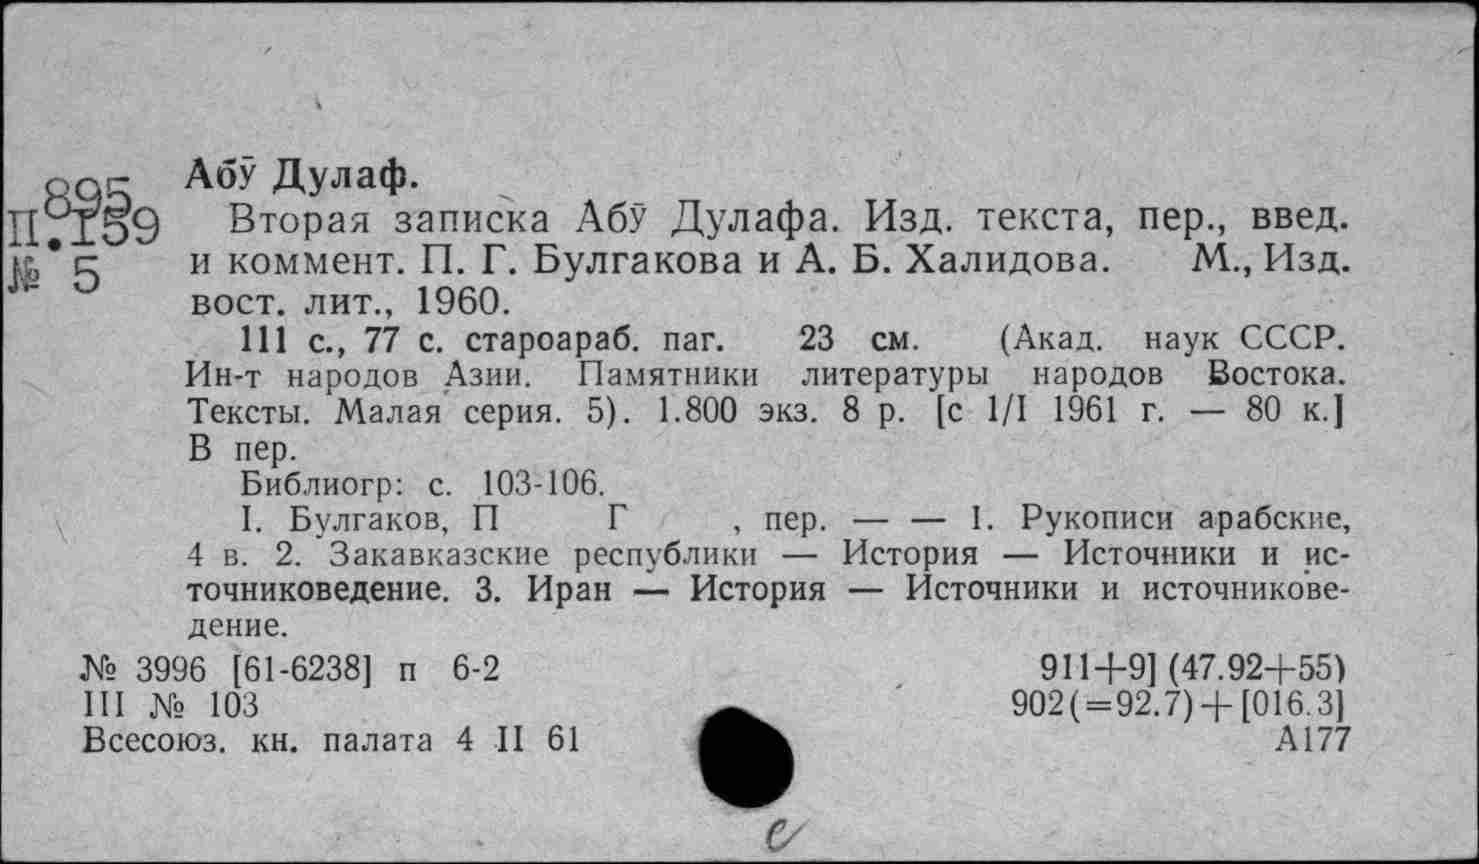 895
П.159
№ 5
Абӯ Дулаф.
Вторая записка Абӯ Дулафа. Изд. текста, пер., введ.
и коммент. П. Г. Булгакова и А. Б. Халидова. М., Изд.
вост. лит., 1960.
111 с., 77 с. староараб. паг. 23 см. (Акад. наук СССР.
Ин-т народов Азии. Памятники литературы народов Востока.
Тексты. Малая серия. 5). 1.800 экз. 8 р. [с 1/I 1961 г. — 80 к.]
В пер.
Библиогр: с. 103-106.
I. Булгаков, П Г , пер. — — 1. Рукописи арабские,
4 в. 2. Закавказские республики — История — Источники и ис-
точниковедение. 3. Иран — История — Источники и источникове-
дение.
№ 3996 [61-6238] п 6-2
911+9] (47.92+55)
III № 103
902(=92.7)+[016.3]
Всесоюз. кн. палата 4 II 61
А177
е